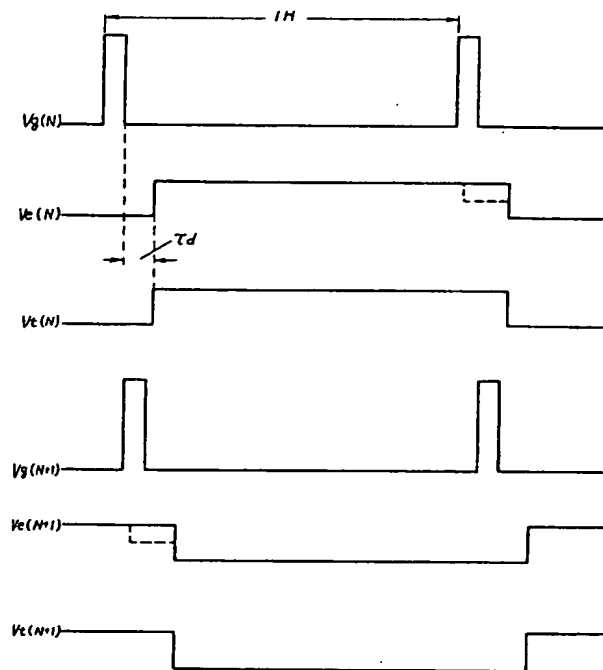 1H
Vg(N)
Ve(N)
τd
Vt(N)
Vg(N+1)
Ve(N+1)
Vt(N+1)